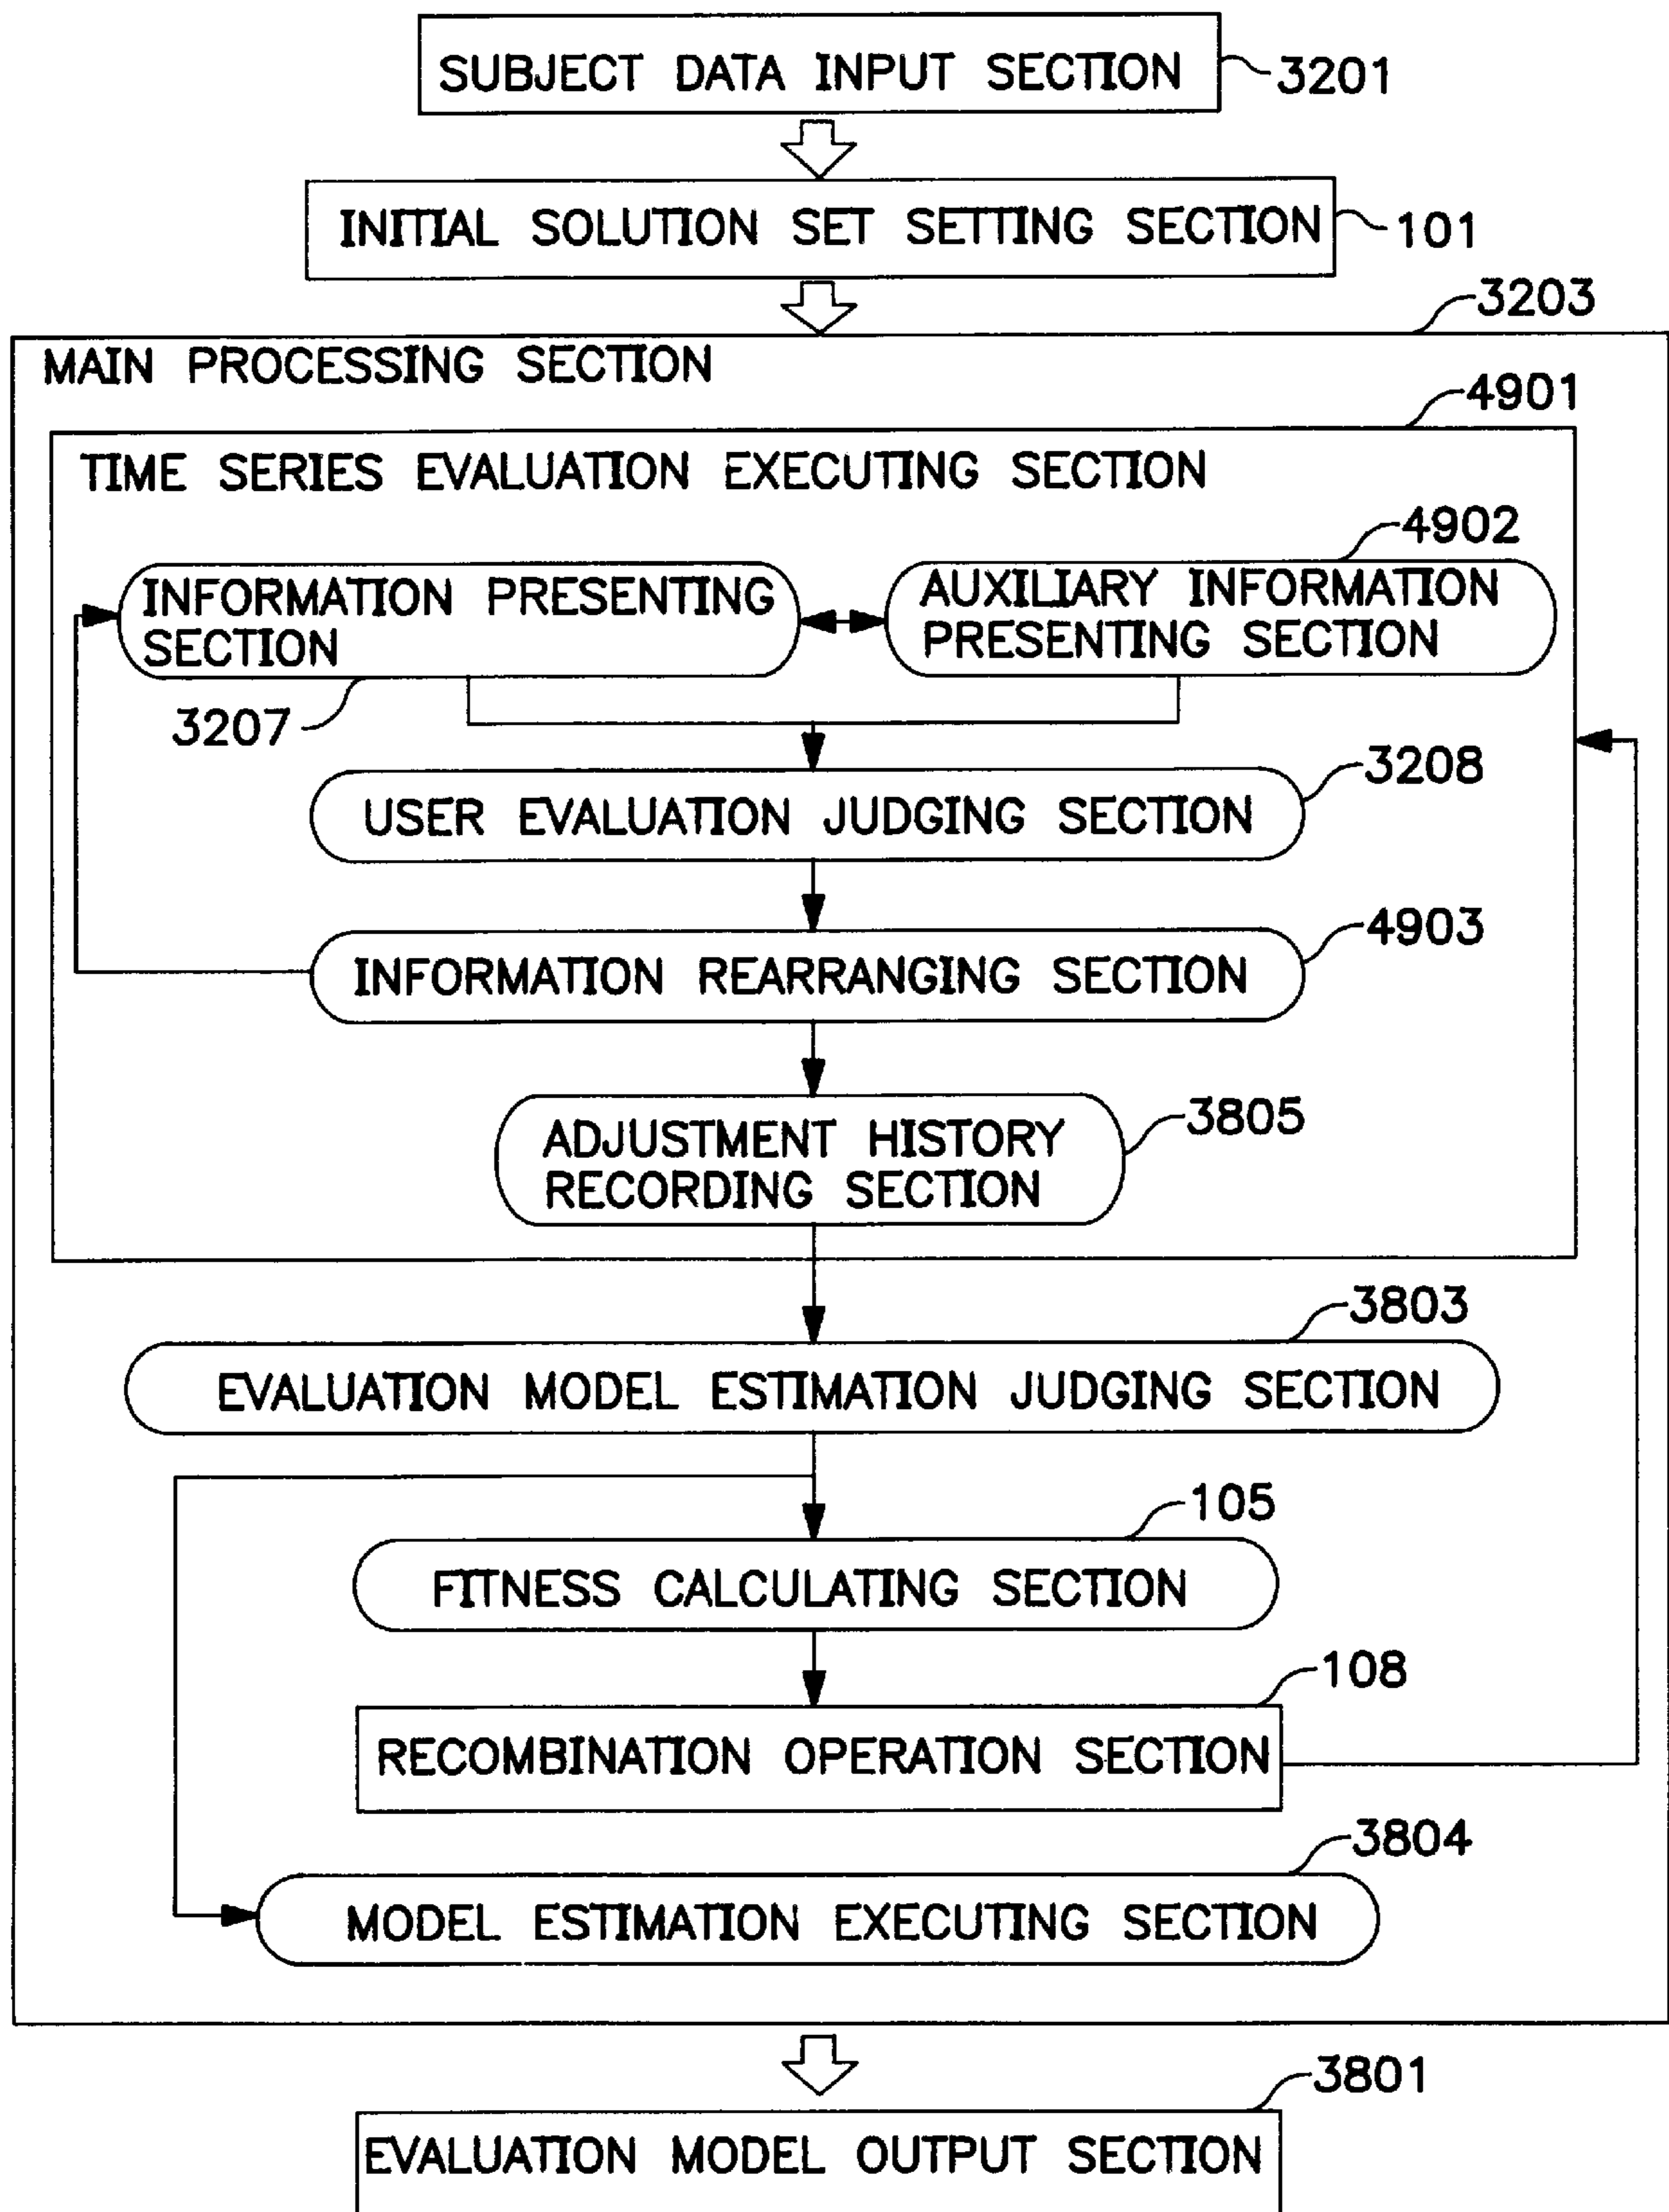 SUBJECT DATA INPUT SECTION
3201
INITIAL SOLUTION SET SETTING SECTION
101
3203
MAIN PROCESSING SECTION
4901
TIME SERIES EVALUATION EXECUTING SECTION
4902
INFORMATION PRESENTING
SECTION
AUXILIARY INFORMATION
PRESENTING SECTION
3207
3208
USER EVALUATION JUDGING SECTION
4903
INFORMATION REARRANGING SECTION
3805
ADJUSTMENT HISTORY
RECORDING SECTION
3803
EVALUATION MODEL ESTIMATION JUDGING SECTION
105
FITNESS CALCULATING SECTION
108
RECOMBINATION OPERATION SECTION
3804
MODEL ESTIMATION EXECUTING SECTION
3801
EVALUATION MODEL OUTPUT SECTION